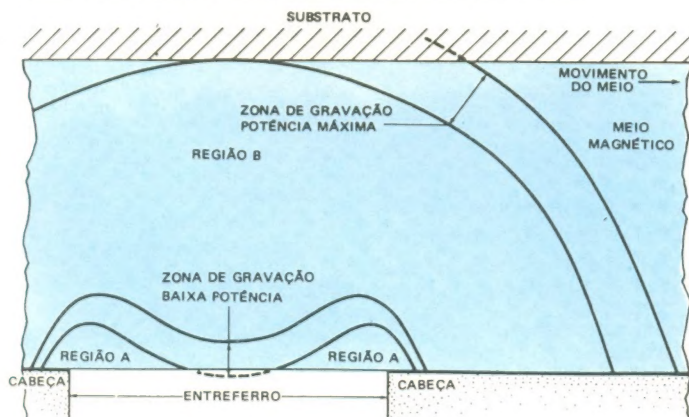 SUBSTRATO
MOVIMENTO
DO MEIO
ZONA DE GRAVAÇÃO
POTÊNCIA MÁXIMA
MEIO
MAGNÉTICO
REGIÃO B
ZONA DE GRAVAÇÃO
BAIXA POTÊNCIA
REGIÃO A
REGIÃO A
CABEÇA
CABEÇA
ENTREFERRO